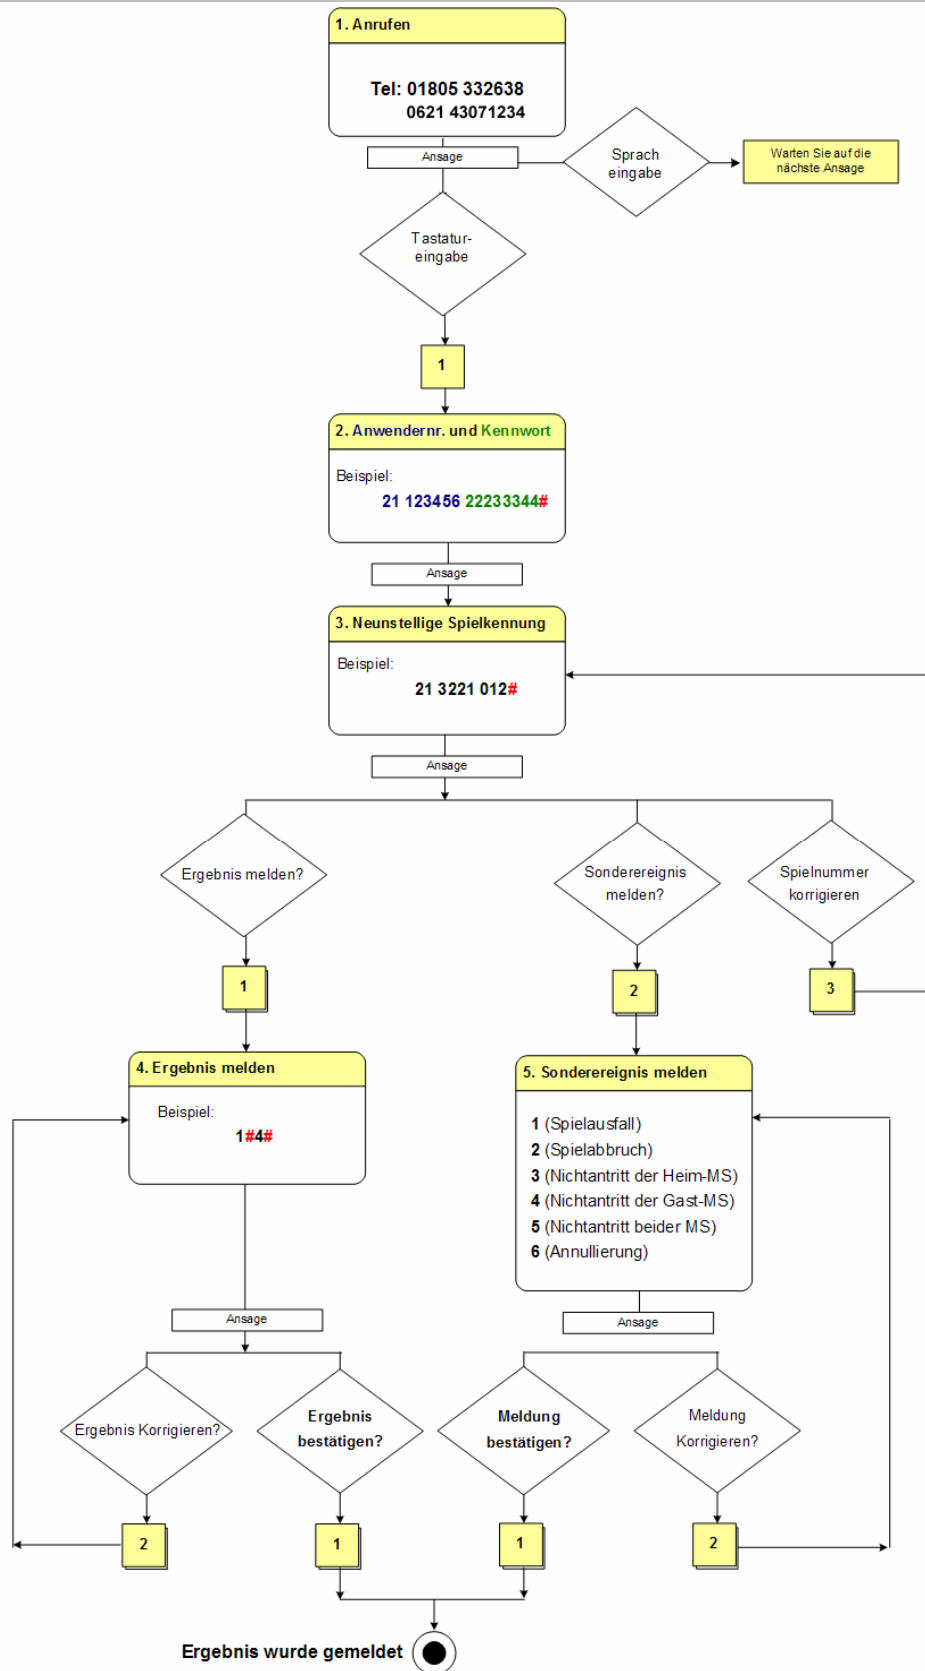 1. Anrufen
Tel: 01805 332638
0621 43071234
Ansage
Sprach
eingabe
Warten Sie auf die
nächste Ansage
Tastatur-
eingabe
1
2. Anwendernr. und Kennwort
Beispiel:
21 123456 22233344#
Ansage
3. Neunstellige Spielkennung
Beispiel:
21 3221 012#
Ansage
Ergebnis melden?
Sonderereignis
melden?
Spielnummer
korrigieren
1
2
3
4. Ergebnis melden
Beispiel:
1#4#
5. Sonderereignis melden
1 (Spielausfall)
2 (Spielabbruch)
3 (Nichtantritt der Heim-MS)
4 (Nichtantritt der Gast-MS)
5 (Nichtantritt beider MS)
6 (Annullierung)
Ansage
Ansage
Ergebnis Korrigieren?
Ergebnis
bestätigen?
Meldung
bestätigen?
Meldung
Korrigieren?
2
1
1
2
Ergebnis wurde gemeldet